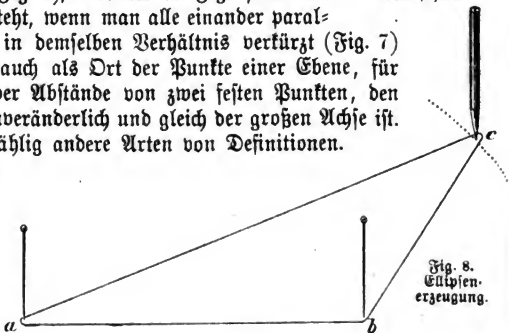 steht, wenn man alle einander paral⸗
in demselben Verhältnis verkürzt (Fig. 7)
auch als Ort der Punkte einer Ebene, für
er Abstände von zwei festen Punkten, den
veränderlich und gleich der großen Achse ist.
ählig andere Arten von Definitionen.
c
Fig. 8.
Ellipsen⸗
erzeugung.
a
b